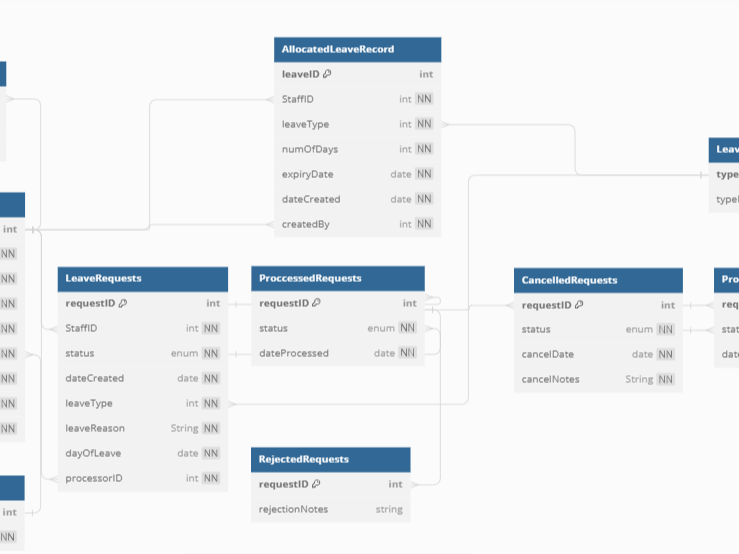 AllocatedLeaveRecord
leaveID int
StaffID int NN
leaveType int NN
numOfDays int NN
expiryDate date NN
dateCreated date NN
createdBy int NN
Leav
type
type
int
NN
NN
NN
NN
NN
NN
NN
NN
LeaveRequests
requestID int
StaffID int NN
status enum NN
dateCreated date NN
leaveType int NN
leaveReason String NN
dayOfLeave date NN
processorID int NN
ProccessedRequests
requestID int
status enum NN
dateProcessed date NN
CancelledRequests
requestID int
status enum NN
cancelDate date NN
cancelNotes String NN
Pro
req
stat
date
RejectedRequests
requestID int
rejectionNotes string
int
NN